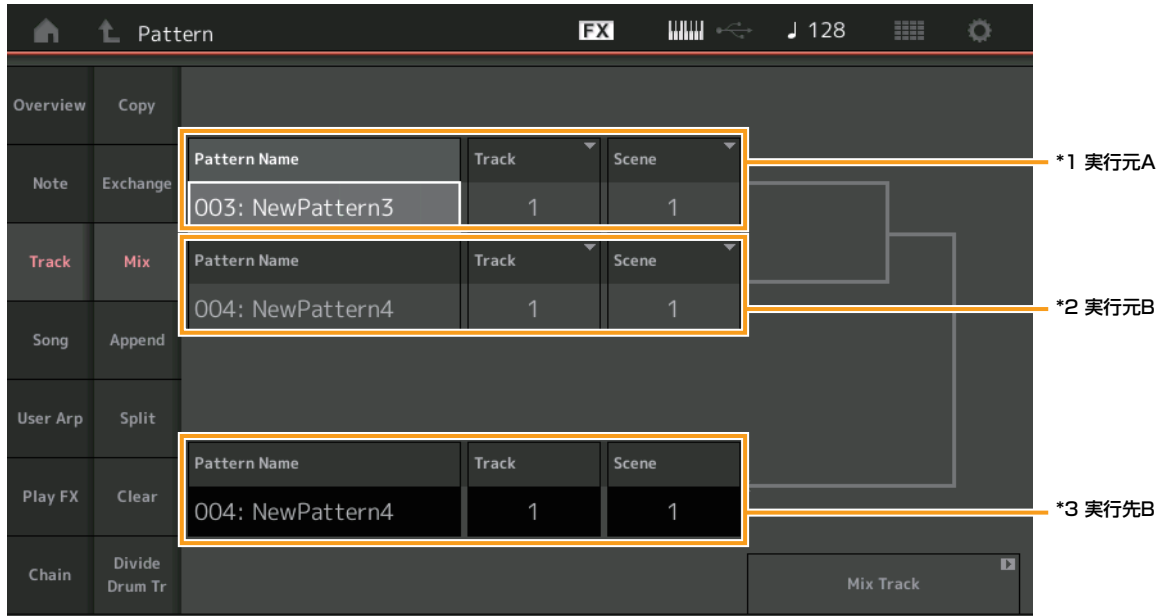 Pattern FX ♩ 128
Overview Copy
Pattern Name Track Scene *1 実行元A
Note Exchange
003: NewPattern3 1 1
Track Mix Pattern Name Track Scene
004: NewPattern4 1 1 *2 実行元B
Song Append
User Arp Split
Pattern Name Track Scene
Play FX Clear
004: NewPattern4 1 1 *3 実行先B
Chain Divide
Drum Tr
Mix Track